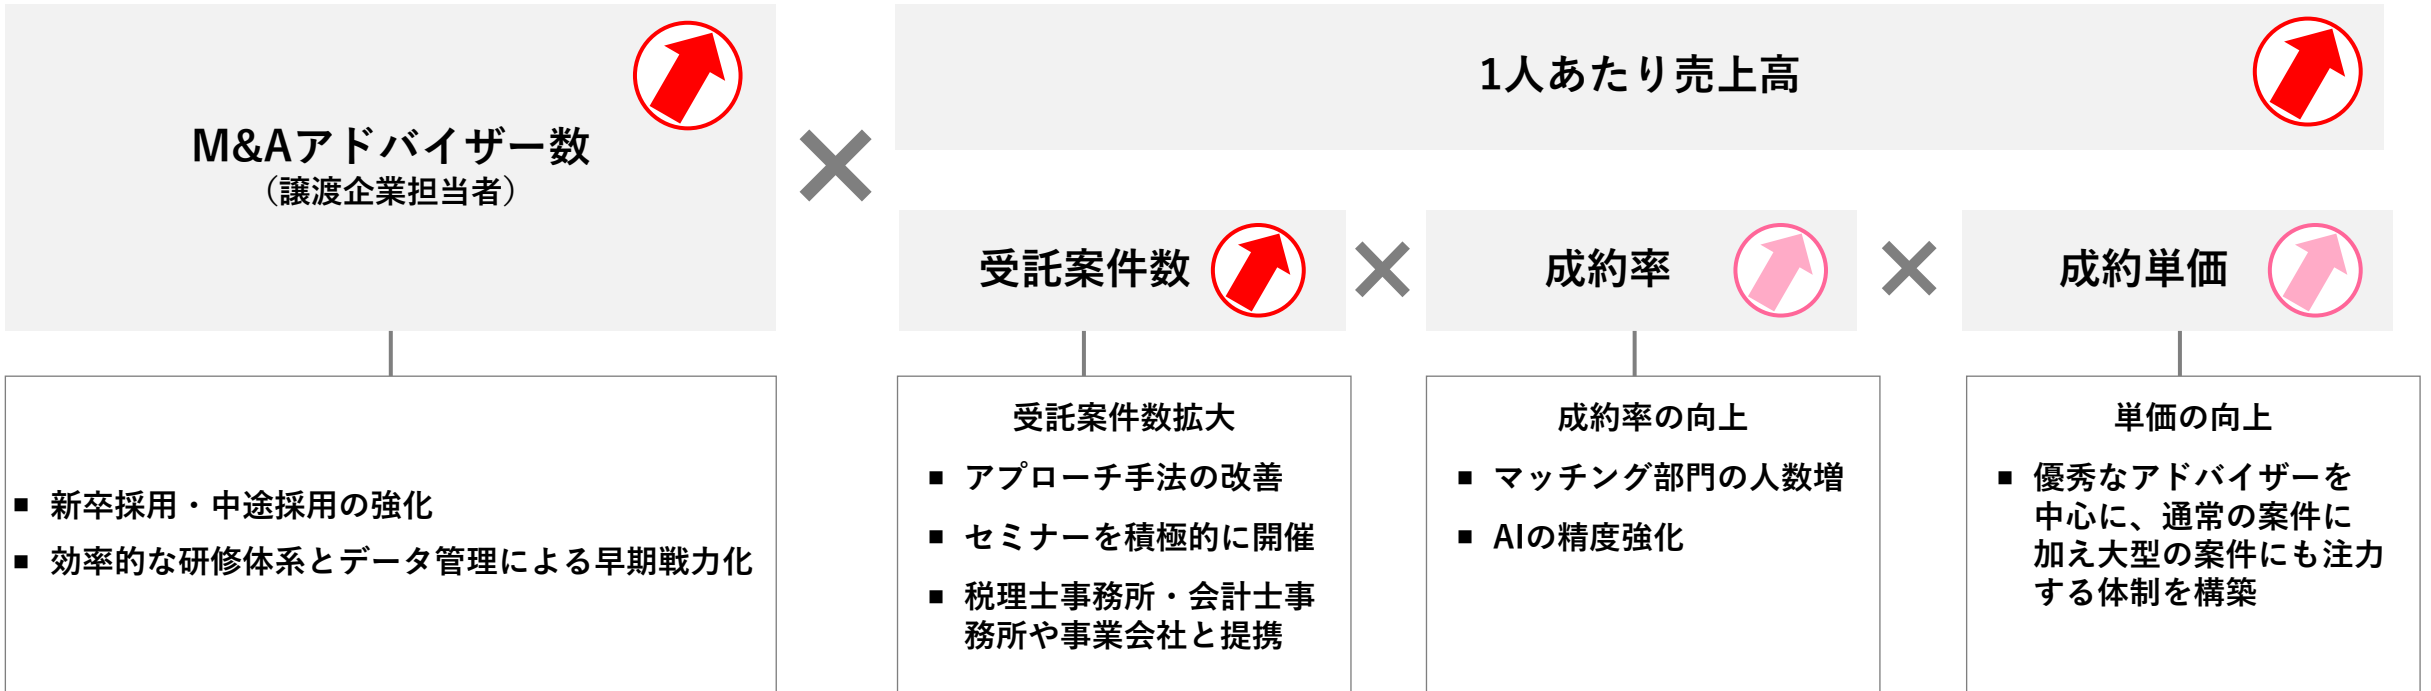 M&Aアドバイザー数
（譲渡企業担当者）
1人あたり売上高
受託案件数
成約率
成約単価
■ 新卒採用・中途採用の強化
■ 効率的な研修体系とデータ管理による早期戦力化
受託案件数拡大
■ アプローチ手法の改善
■ セミナーを積極的に開催
■ 税理士事務所・会計士事
務所や事業会社と提携
成約率の向上
■ マッチング部門の人数増
■ AIの精度強化
単価の向上
■ 優秀なアドバイザーを
中心に、通常の案件に
加え大型の案件にも注力
する体制を構築